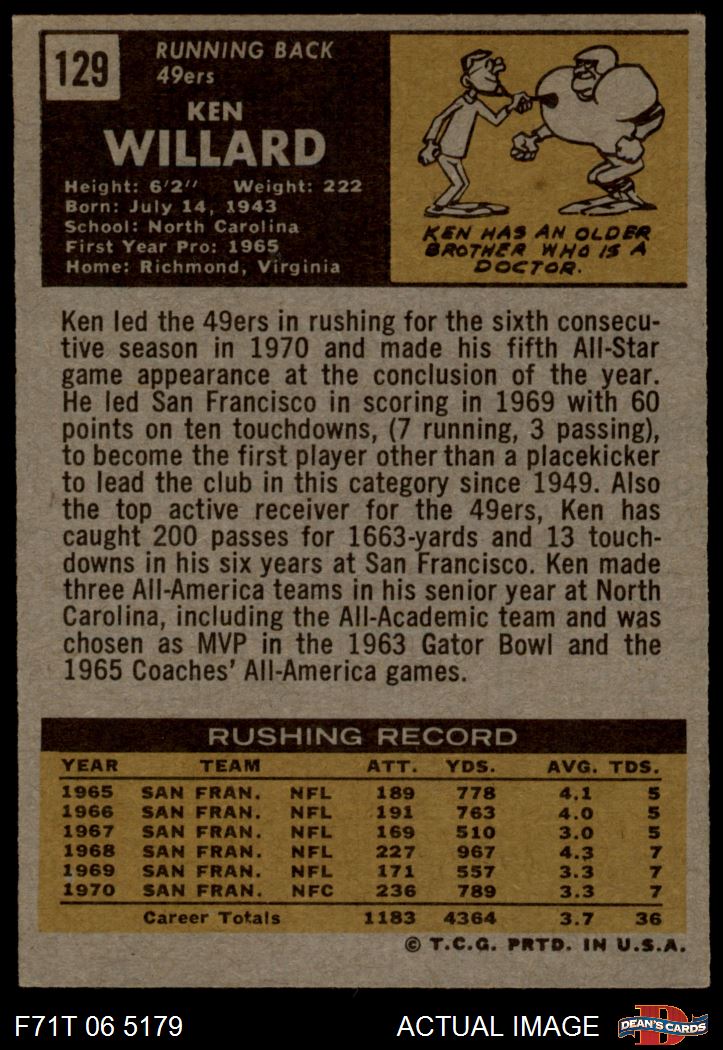 129
RUNNING BACK
49ers
KEN
WILLARD
Height: 6'2" Weight: 222
Born: July 14, 1943
School: North Carolina
First Year Pro: 1965
Home: Richmond, Virginia
KEN HAS AN OLDER
BROTHER WHO IS A
DOCTOR.
Ken led the 49ers in rushing for the sixth consecu-
tive season in 1970 and made his fifth All-Star
game appearance at the conclusion of the year.
He led San Francisco in scoring in 1969 with 60
points on ten touchdowns, (7 running, 3 passing),
to become the first player other than a placekicker
to lead the club in this category since 1949. Also
the top active receiver for the 49ers, Ken has
caught 200 passes for 1663-yards and 13 touch-
downs in his six years at San Francisco. Ken made
three All-America teams in his senior year at North
Carolina, including the All-Academic team and was
chosen as MVP in the 1963 Gator Bowl and the
1965 Coaches' All-America games.
RUSHING RECORD
YEAR TEAM ATT. YDS. AVG. TDS.
1965 SAN FRAN. NFL 189 778 4.1 5
1966 SAN FRAN. NFL 191 763 4.0 5
1967 SAN FRAN. NFL 169 510 3.0 5
1968 SAN FRAN. NFL 227 967 4.3 7
1969 SAN FRAN. NFL 171 557 3.3 7
1970 SAN FRAN. NFC 236 789 3.3 7
Career Totals 1183 4364 3.7 36
© T.C.G. PRTD. IN U.S.A.
F71T 06 5179 ACTUAL IMAGE D DEAN'S CARDS